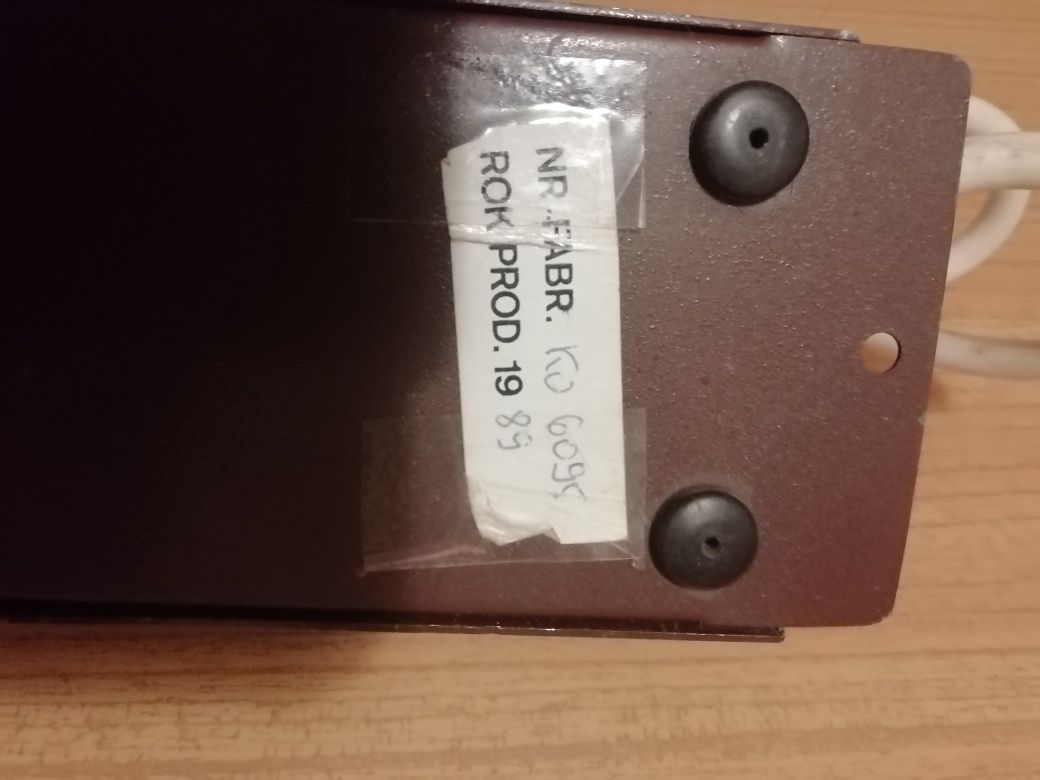 NR.FABR. KO 6095
ROK PROD. 19 89